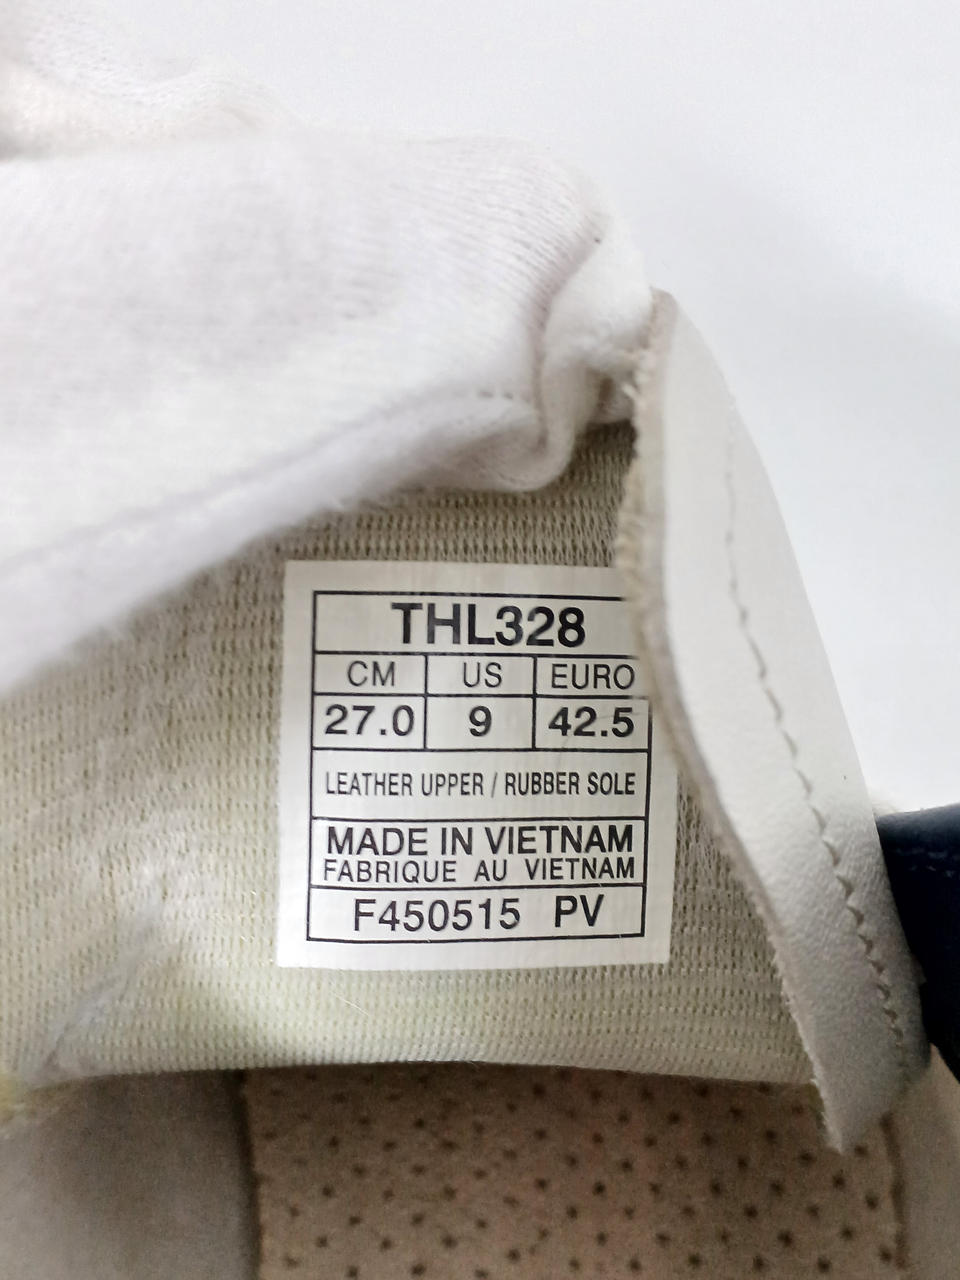 THL328
CM US EURO
27.0 9 42.5
LEATHER UPPER / RUBBER SOLE
MADE IN VIETNAM
FABRIQUE AU VIETNAM
F450515 PV